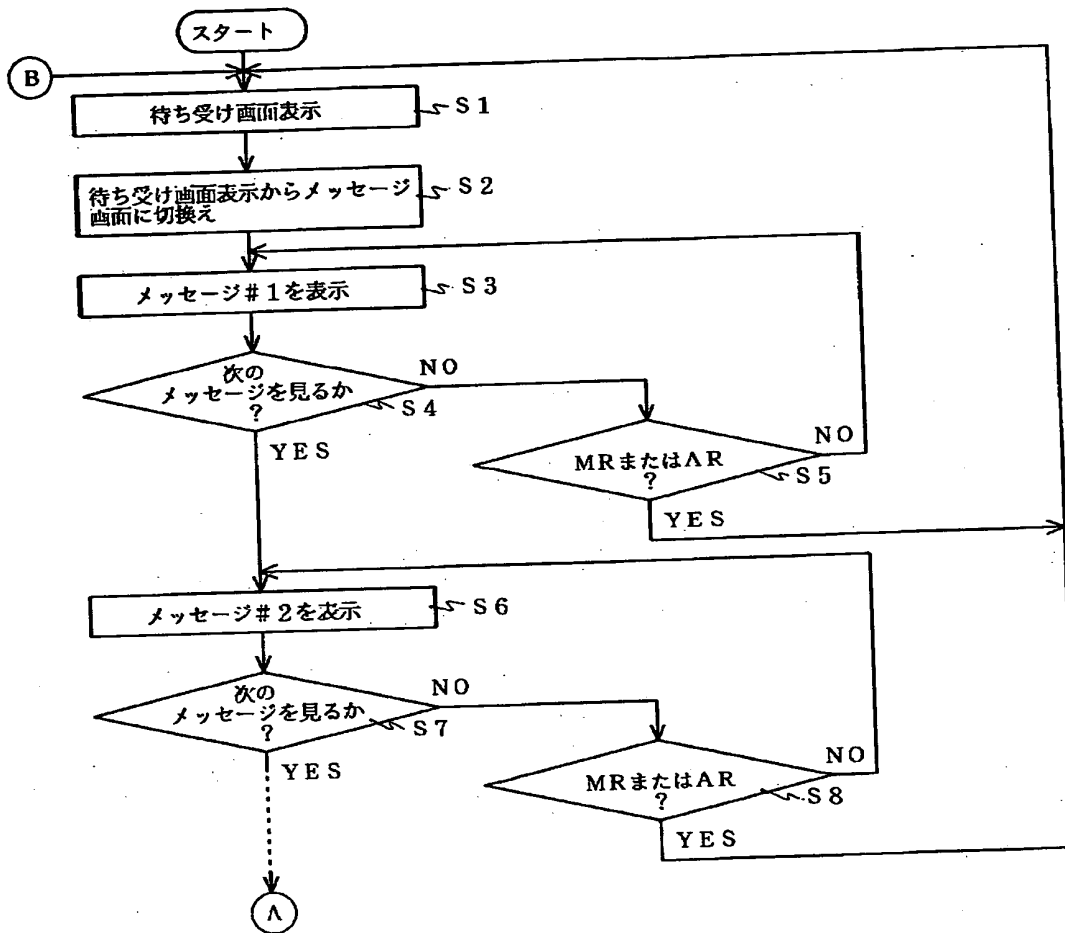 スタート
B
待ち受け画面表示
S1
待ち受け画面表示からメッセージ
画面に切換え
S2
メッセージ#1を表示
S3
次の
メッセージを見るか
?
S4
NO
YES
MRまたはAR
?
S5
NO
YES
メッセージ#2を表示
S6
次の
メッセージを見るか
?
S7
NO
YES
MRまたはAR
?
S8
NO
YES
A